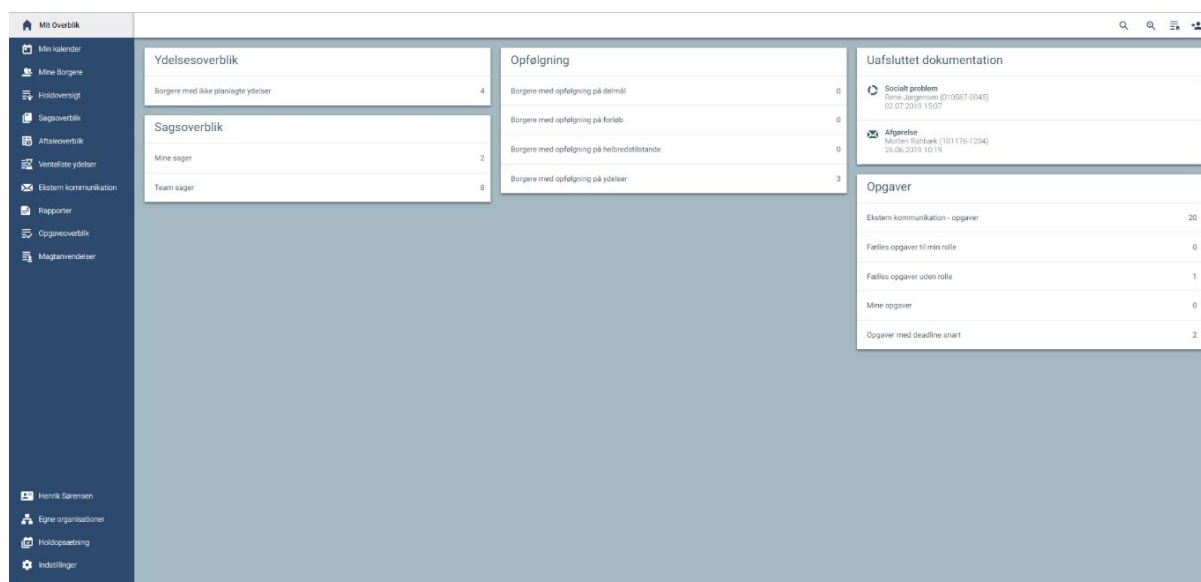 Mit Overblik
Min kalender
Mine Borgere
Holdoversigt
Sagsoverblik
Aftaleoverblik
Venteliste ydelser
Ekstern kommunikation
Rapporter
Opgaveoverblik
Magtanvendelser
Henrik Sørensen
Egne organisationer
Holdopsætning
Indstillinger
Ydelsesoverblik
Borgere med ikke planlagte ydelser 4
Sagsoverblik
Mine sager 2
Team sager 8
Opfølgning
Borgere med opfølgning på delmål 0
Borgere med opfølgning på forløb 0
Borgere med opfølgning på helbredstilstande 0
Borgere med opfølgning på ydelser 3
Uafsluttet dokumentation
Socialt problem
Rene Jørgensen (010587-0045)
02.07.2019 15:07
Afgørelse
Morten Rohbæk (101176-1234)
26.06.2019 10:19
Opgaver
Ekstern kommunikation - opgaver 20
Fælles opgaver til min rolle 0
Fælles opgaver uden rolle 1
Mine opgaver 0
Opgaver med deadline snart 2